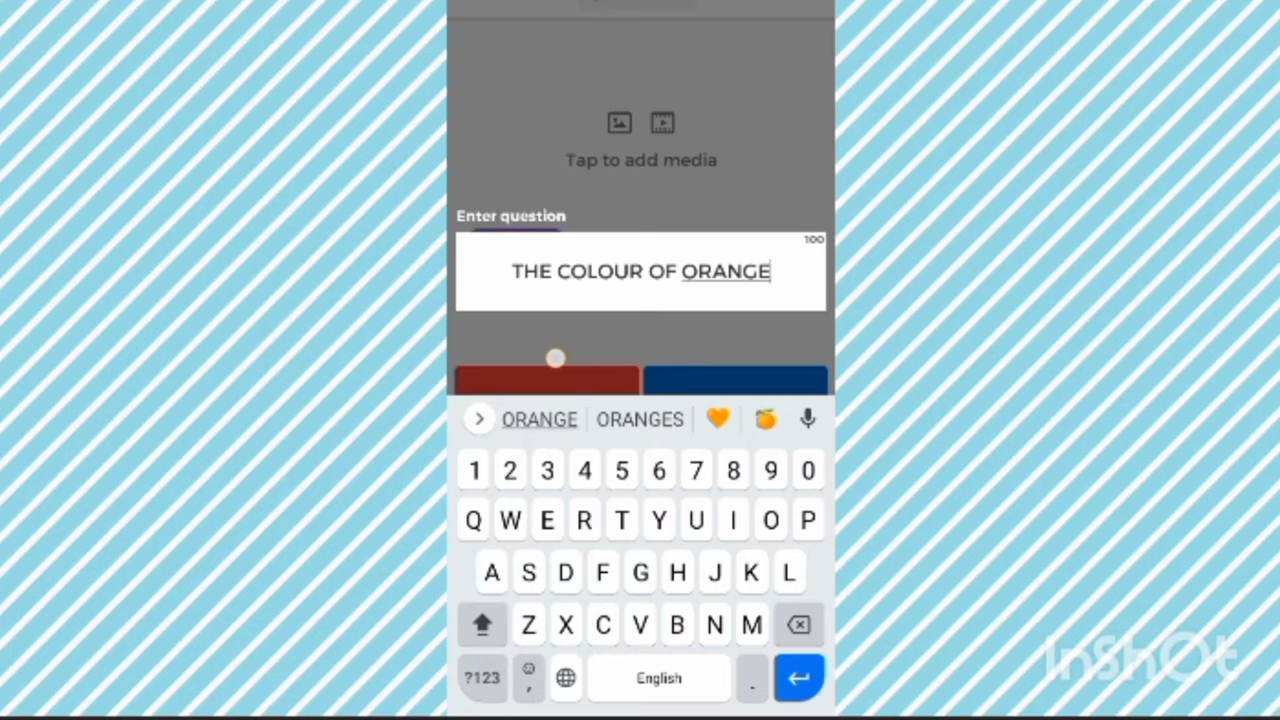 Tap to add media
Enter question
100
THE COLOUR OF ORANGE
ORANGE ORANGES
1 2 3 4 5 6 7 8 9 0
Q W E R T Y U I O P
A S D F G H J K L
Z X C V B N M
?123 , English .
InShOt